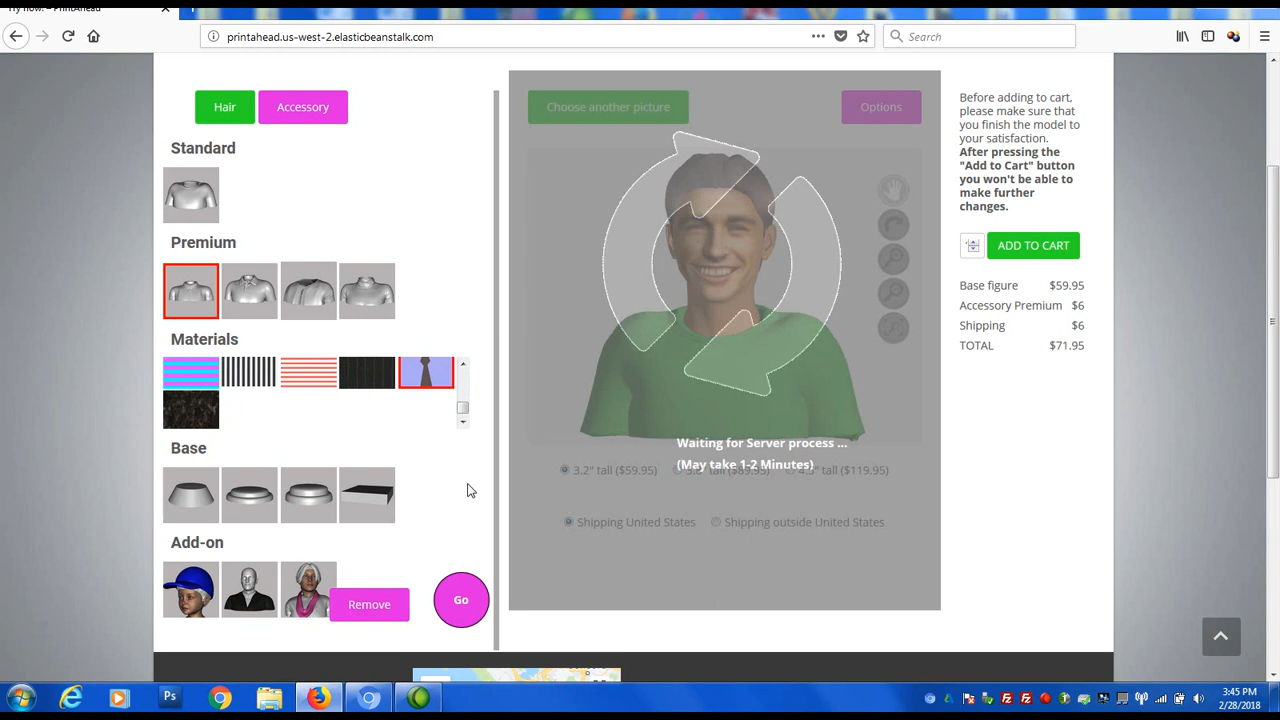 Try now! – PrintAhead
printahead.us-west-2.elasticbeanstalk.com
Search
Hair
Accessory
Standard
Premium
Materials
Base
Add-on
Remove
Go
Choose another picture
Options
Waiting for Server process ...
(May take 1-2 Minutes)
3.2" tall ($59.95)
tall ($119.95)
Shipping United States
Shipping outside United States
Before adding to cart,
please make sure that
you finish the model to
your satisfaction.
After pressing the
"Add to Cart" button
you won't be able to
make further
changes.
ADD TO CART
Base figure $59.95
Accessory Premium $6
Shipping $6
TOTAL $71.95
Ps
3:45 PM
2/28/2018